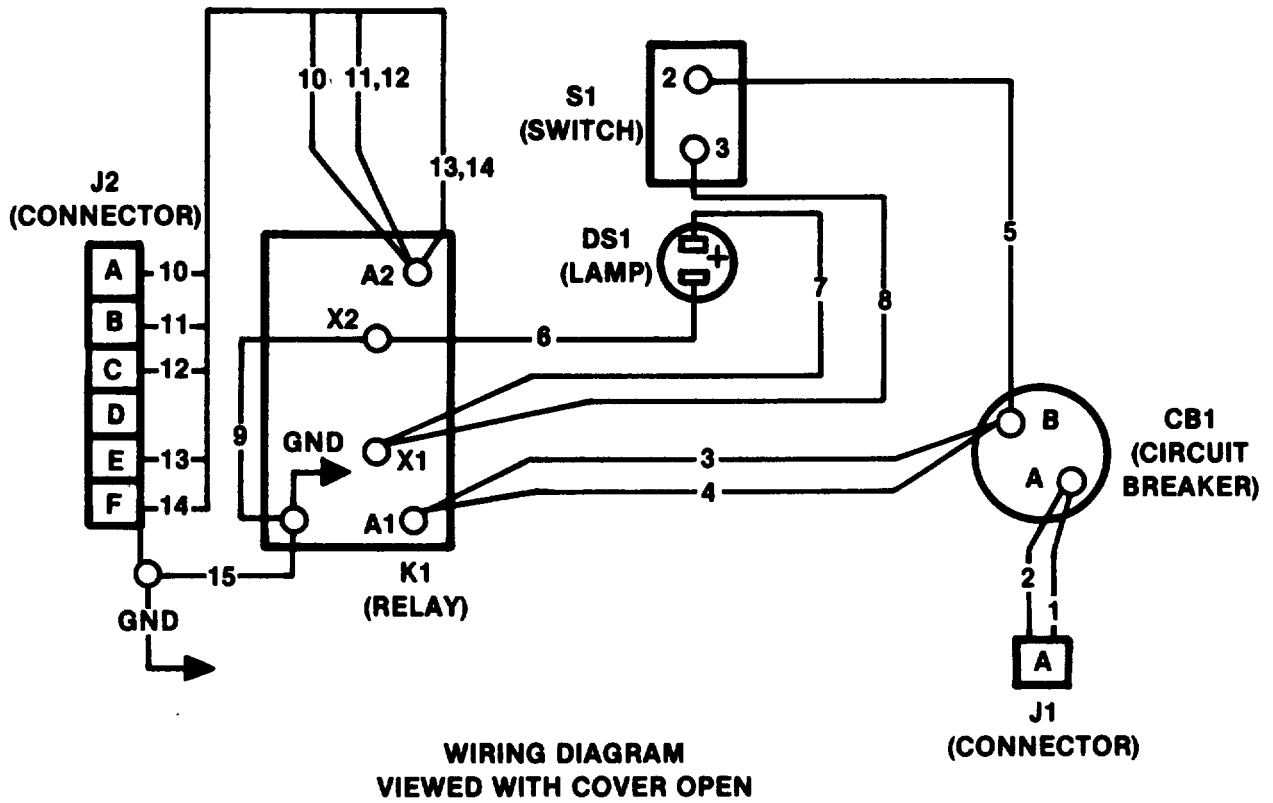 10
11,12
13,14
S1
(SWITCH)
2
3
J2
(CONNECTOR)
A
B
C
D
E
F
10
11
12
13
14
DS1
(LAMP)
+
A2
X2
X1
A1
GND
K1
(RELAY)
5
6
7
8
9
3
4
15
GND
B
A
CB1
(CIRCUIT
BREAKER)
2
1
A
J1
(CONNECTOR)
WIRING DIAGRAM
VIEWED WITH COVER OPEN